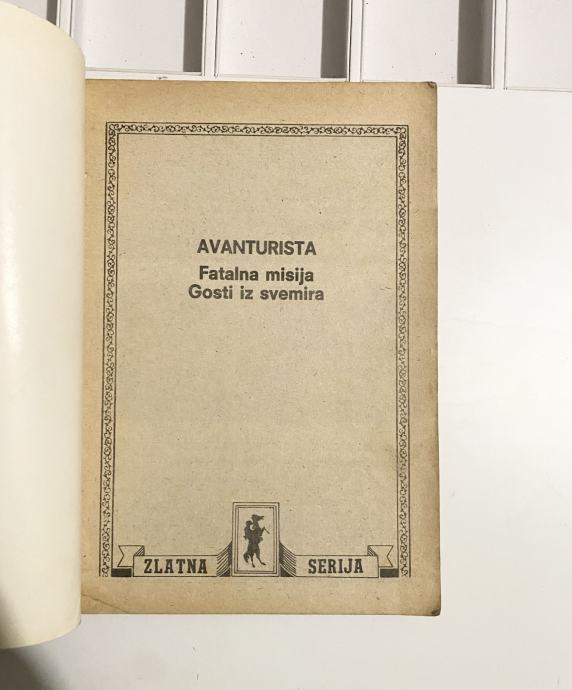 AVANTURISTA
Fatalna misija
Gosti iz svemira
ZLATNA SERIJA